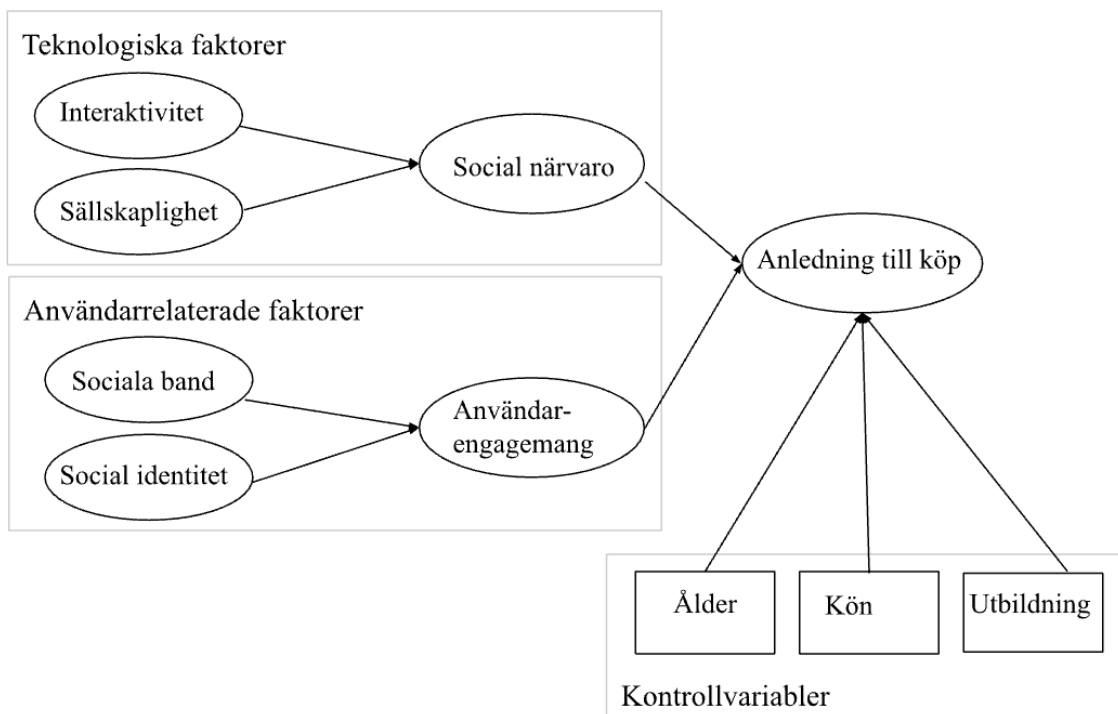 Teknologiska faktorer
Interaktivitet
Sällskaplighet
Social närvaro
Anledning till köp
Användarrelaterade faktorer
Sociala band
Social identitet
Användar-
engagemang
Ålder
Kön
Utbildning
Kontrollvariabler